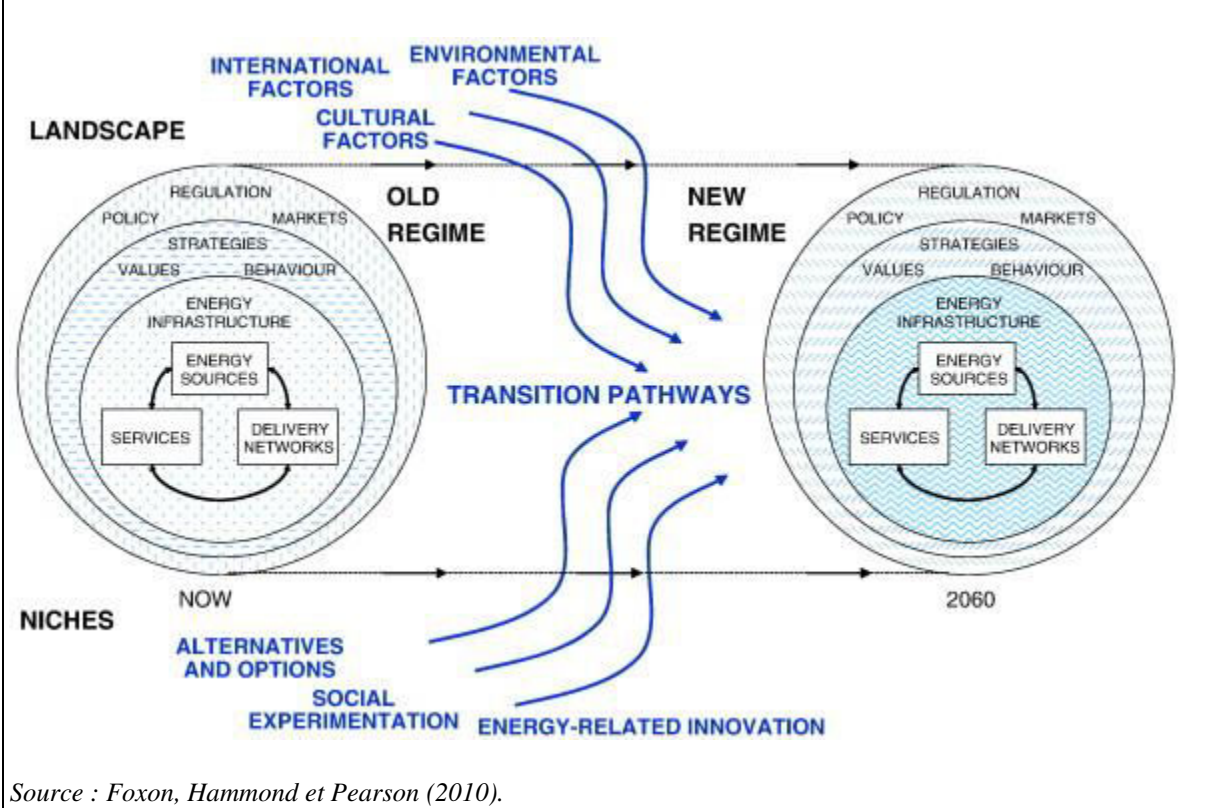 ENVIRONMENTAL
FACTORS
INTERNATIONAL
FACTORS
CULTURAL
FACTORS
LANDSCAPE
OLD
REGIME
NEW
REGIME
REGULATION
POLICY
MARKETS
STRATEGIES
VALUES
BEHAVIOUR
ENERGY
INFRASTRUCTURE
ENERGY
SOURCES
SERVICES
DELIVERY
NETWORKS
TRANSITION PATHWAYS
REGULATION
POLICY
MARKETS
STRATEGIES
VALUES
BEHAVIOUR
ENERGY
INFRASTRUCTURE
ENERGY
SOURCES
SERVICES
DELIVERY
NETWORKS
NOW
2060
NICHES
ALTERNATIVES
AND OPTIONS
SOCIAL
EXPERIMENTATION
ENERGY-RELATED INNOVATION
Source : Foxon, Hammond et Pearson (2010).